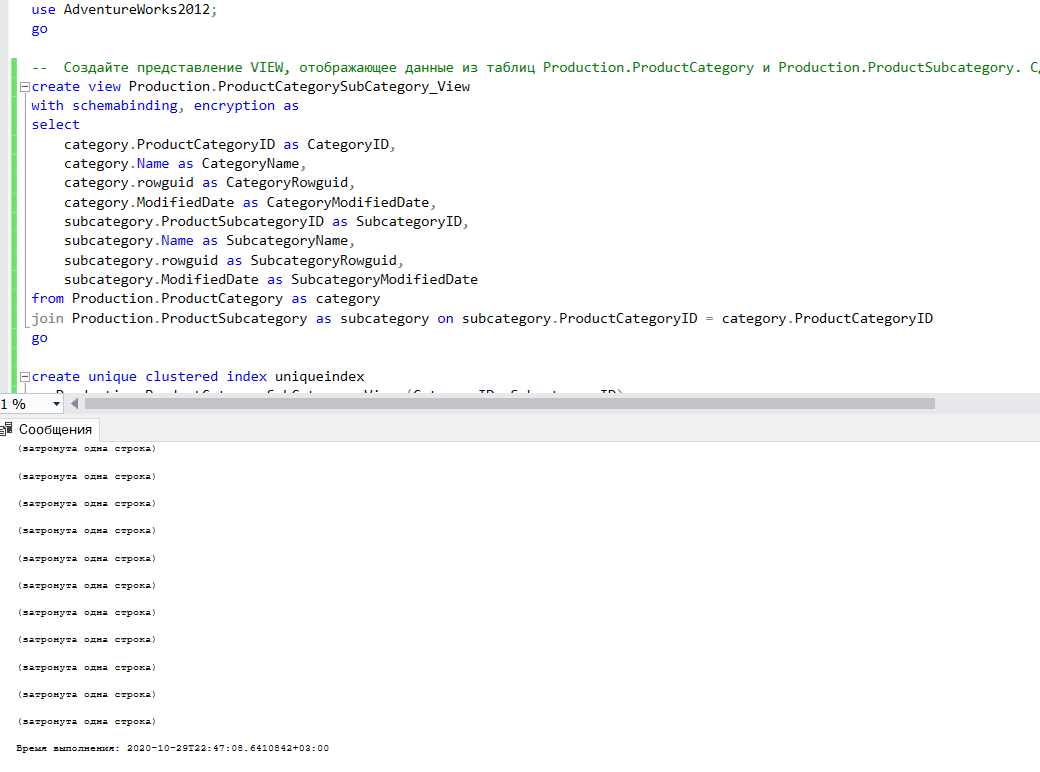 use AdventureWorks2012;
go
-- Создайте представление VIEW, отображающее данные из таблиц Production.ProductCategory и Production.ProductSubcategory. С
create view Production.ProductCategorySubCategory_View
with schemabinding, encryption as
select
category.ProductCategoryID as CategoryID,
category.Name as CategoryName,
category.rowguid as CategoryRowguid,
category.ModifiedDate as CategoryModifiedDate,
subcategory.ProductSubcategoryID as SubcategoryID,
subcategory.Name as SubcategoryName,
subcategory.rowguid as SubcategoryRowguid,
subcategory.ModifiedDate as SubcategoryModifiedDate
from Production.ProductCategory as category
join Production.ProductSubcategory as subcategory on subcategory.ProductCategoryID = category.ProductCategoryID
go
create unique clustered index uniqueindex
1 %
Сообщения
(затронута одна строка)
(затронута одна строка)
(затронута одна строка)
(затронута одна строка)
(затронута одна строка)
(затронута одна строка)
(затронута одна строка)
(затронута одна строка)
(затронута одна строка)
(затронута одна строка)
(затронута одна строка)
Время выполнения: 2020-10-29T22:47:08.6410842+03:00